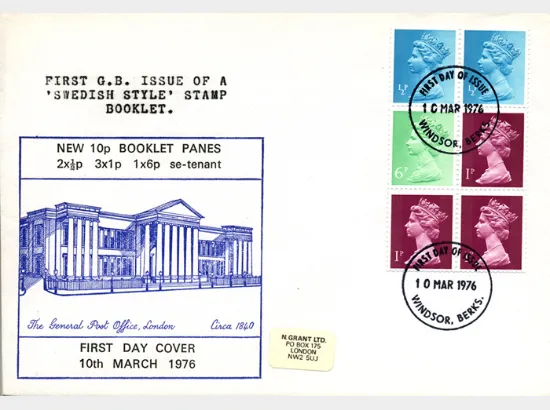 FIRST G.B. ISSUE OF A
'SWEDISH STYLE' STAMP
BOOKLET.
NEW 10p BOOKLET PANES
2x½p 3x1p 1x6p se-tenant
The General Post Office, London Circa 1840
FIRST DAY COVER
10th MARCH 1976
N. GRANT LTD.
PO BOX 175
LONDON
NW2 5UJ
½P
½P
FIRST DAY OF ISSUE
10 MAR 1976
WINDSOR, BERKS.
6P
1P
1P
FIRST DAY OF ISSUE
10 MAR 1976
WINDSOR, BERKS.